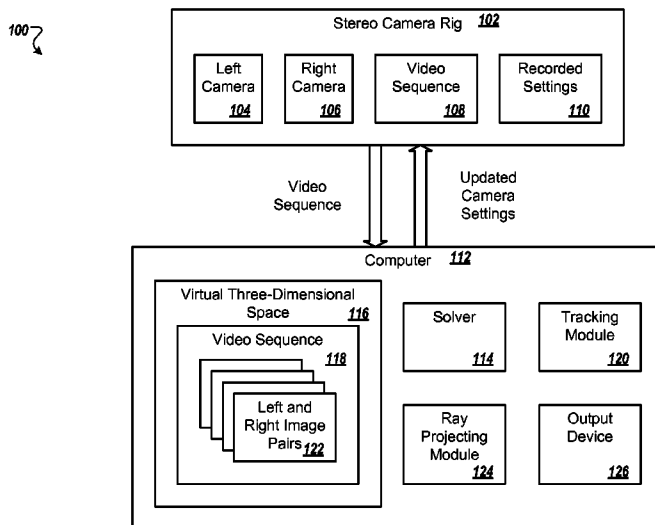 100
Stereo Camera Rig 102
Left
Camera
104
Right
Camera
106
Video
Sequence
108
Recorded
Settings
110
Video
Sequence
Updated
Camera
Settings
Computer 112
Virtual Three-Dimensional
Space 116
Video Sequence
118
Left and
Right Image
Pairs 122
Solver
114
Tracking
Module
120
Ray
Projecting
Module
124
Output
Device
126